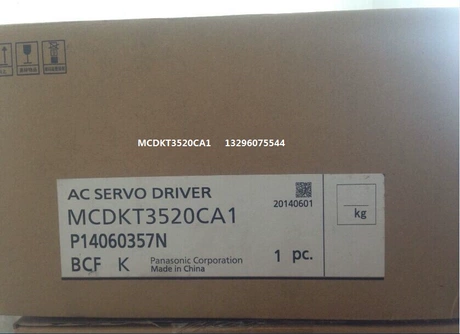 MCDKT3520CA1 13296075544
AC SERVO DRIVER
20140601
MCDKT3520CA1
kg
P14060357N
BCF K Panasonic Corporation 1 pc.
Made in China